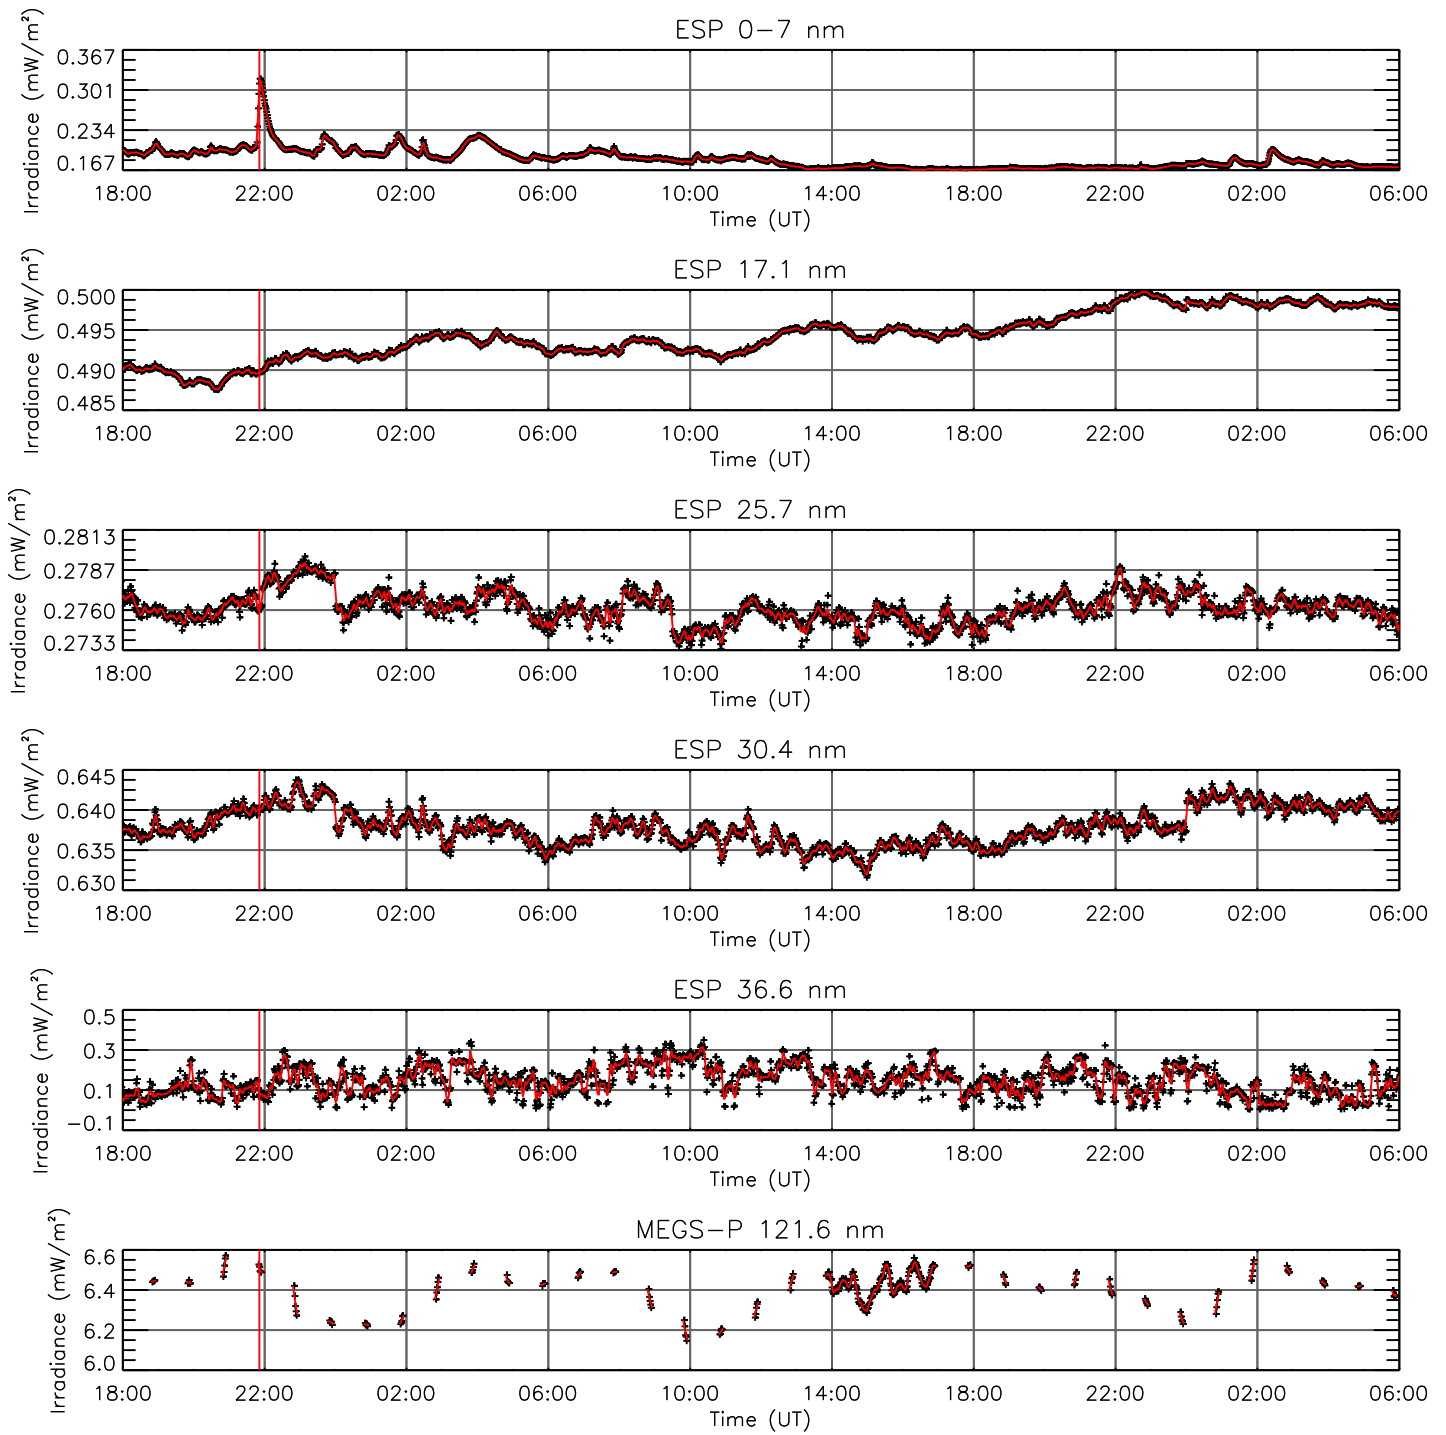 ESP 0-7 nm
Irradiance (mW/m²)
0.367
0.301
0.234
0.167
18:00 22:00 02:00 06:00 10:00 14:00 18:00 22:00 02:00 06:00
Time (UT)
ESP 17.1 nm
Irradiance (mW/m²)
0.500
0.495
0.490
0.485
18:00 22:00 02:00 06:00 10:00 14:00 18:00 22:00 02:00 06:00
Time (UT)
ESP 25.7 nm
Irradiance (mW/m²)
0.2813
0.2787
0.2760
0.2733
18:00 22:00 02:00 06:00 10:00 14:00 18:00 22:00 02:00 06:00
Time (UT)
ESP 30.4 nm
Irradiance (mW/m²)
0.645
0.640
0.635
0.630
18:00 22:00 02:00 06:00 10:00 14:00 18:00 22:00 02:00 06:00
Time (UT)
ESP 36.6 nm
Irradiance (mW/m²)
0.5
0.3
0.1
-0.1
18:00 22:00 02:00 06:00 10:00 14:00 18:00 22:00 02:00 06:00
Time (UT)
MEGS-P 121.6 nm
Irradiance (mW/m²)
6.6
6.4
6.2
6.0
18:00 22:00 02:00 06:00 10:00 14:00 18:00 22:00 02:00 06:00
Time (UT)